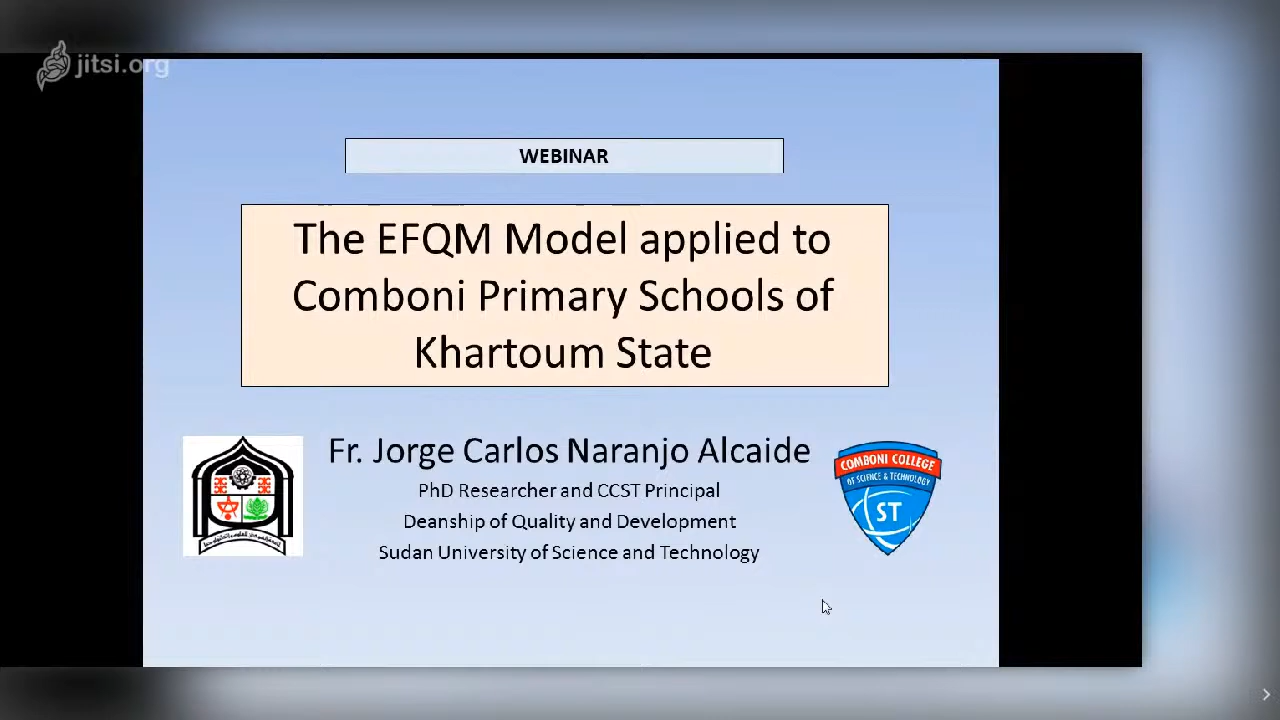 jitsi.org
WEBINAR
The EFQM Model applied to
Comboni Primary Schools of
Khartoum State
Fr. Jorge Carlos Naranjo Alcaide
PhD Researcher and CCST Principal
Deanship of Quality and Development
Sudan University of Science and Technology
COMBONI COLLEGE
OF SCIENCE & TECHNOLOGY
ST